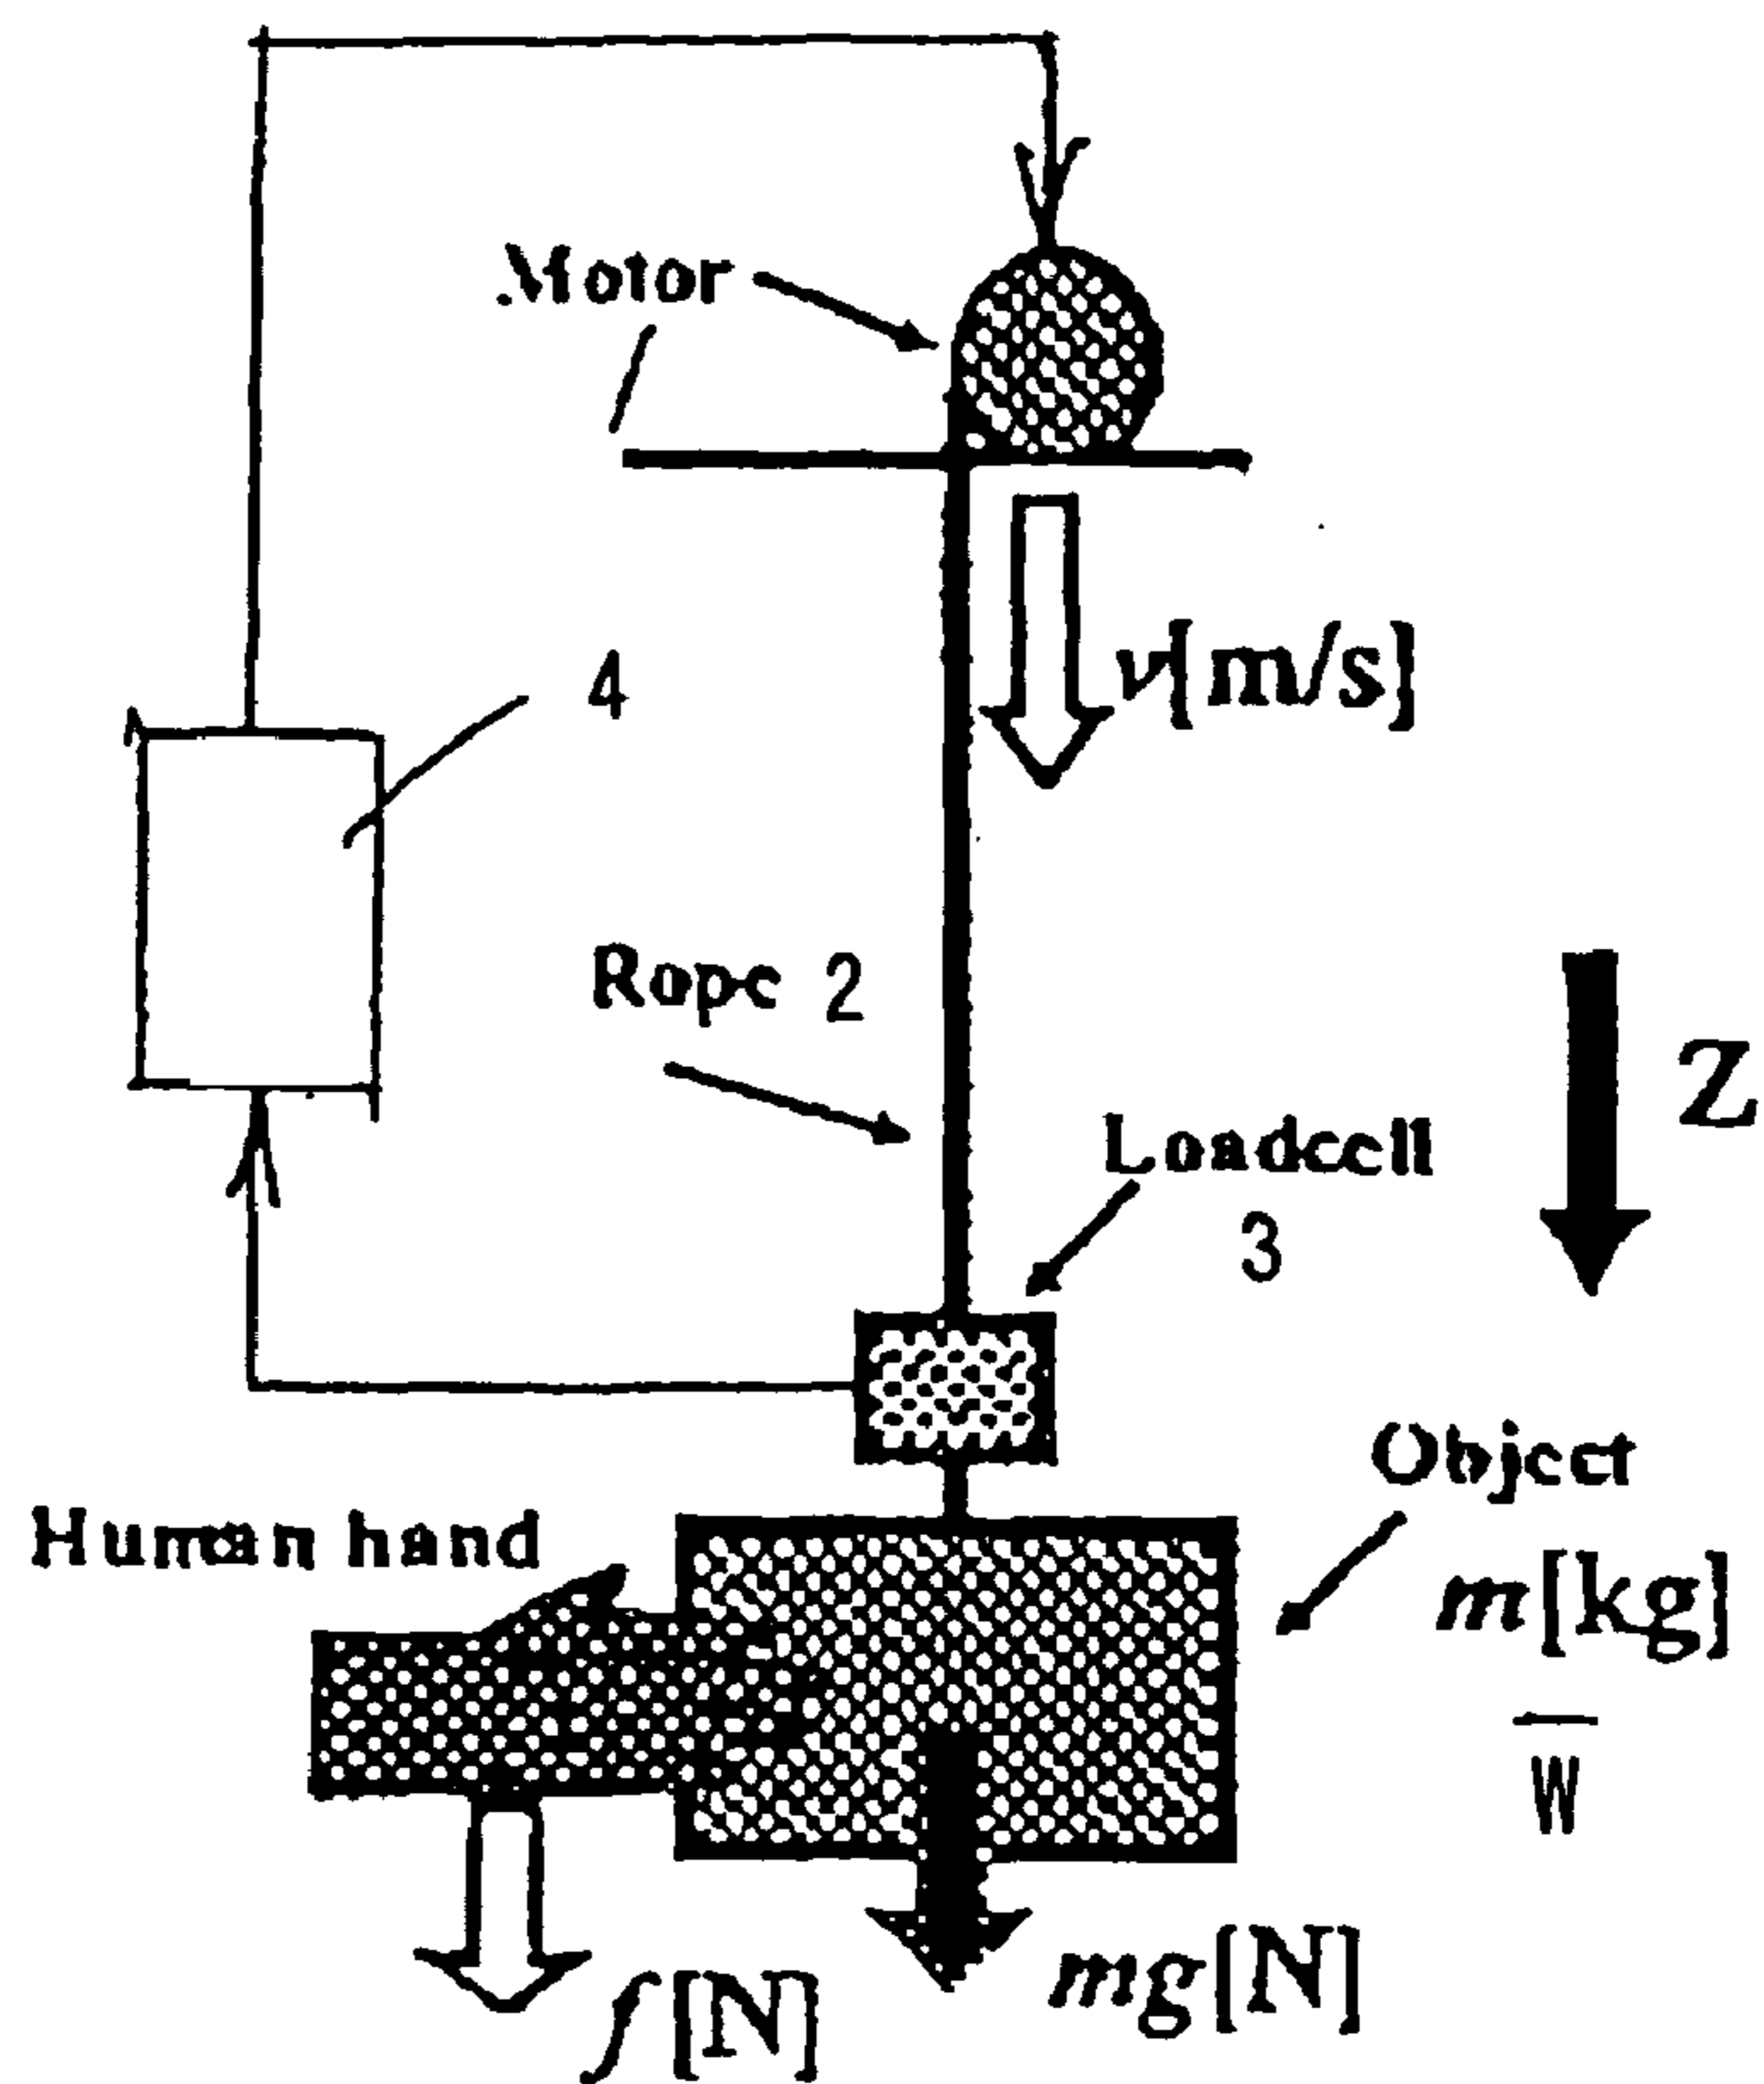 Motor
4
v[m/s]
Rope 2
Loadcell
3
Z
Object
m[kg]
W
Human hand
f[N]
mg[N]